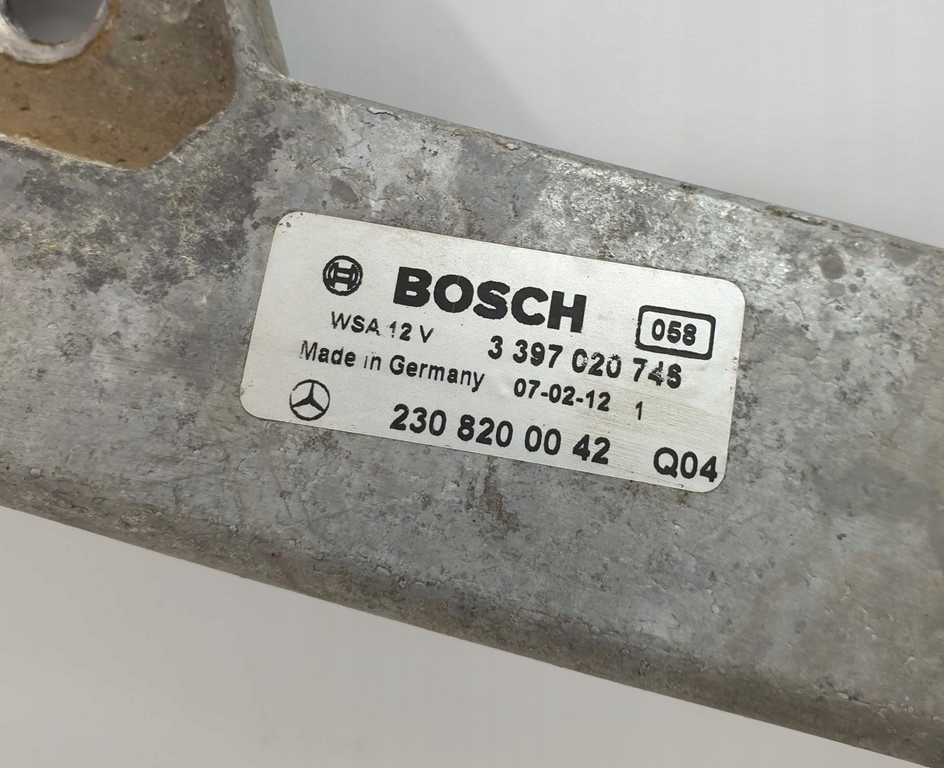 BOSCH
058
WSA 12 V 3 397 020 746
Made in Germany 07-02-12 1
230 820 00 42 Q04